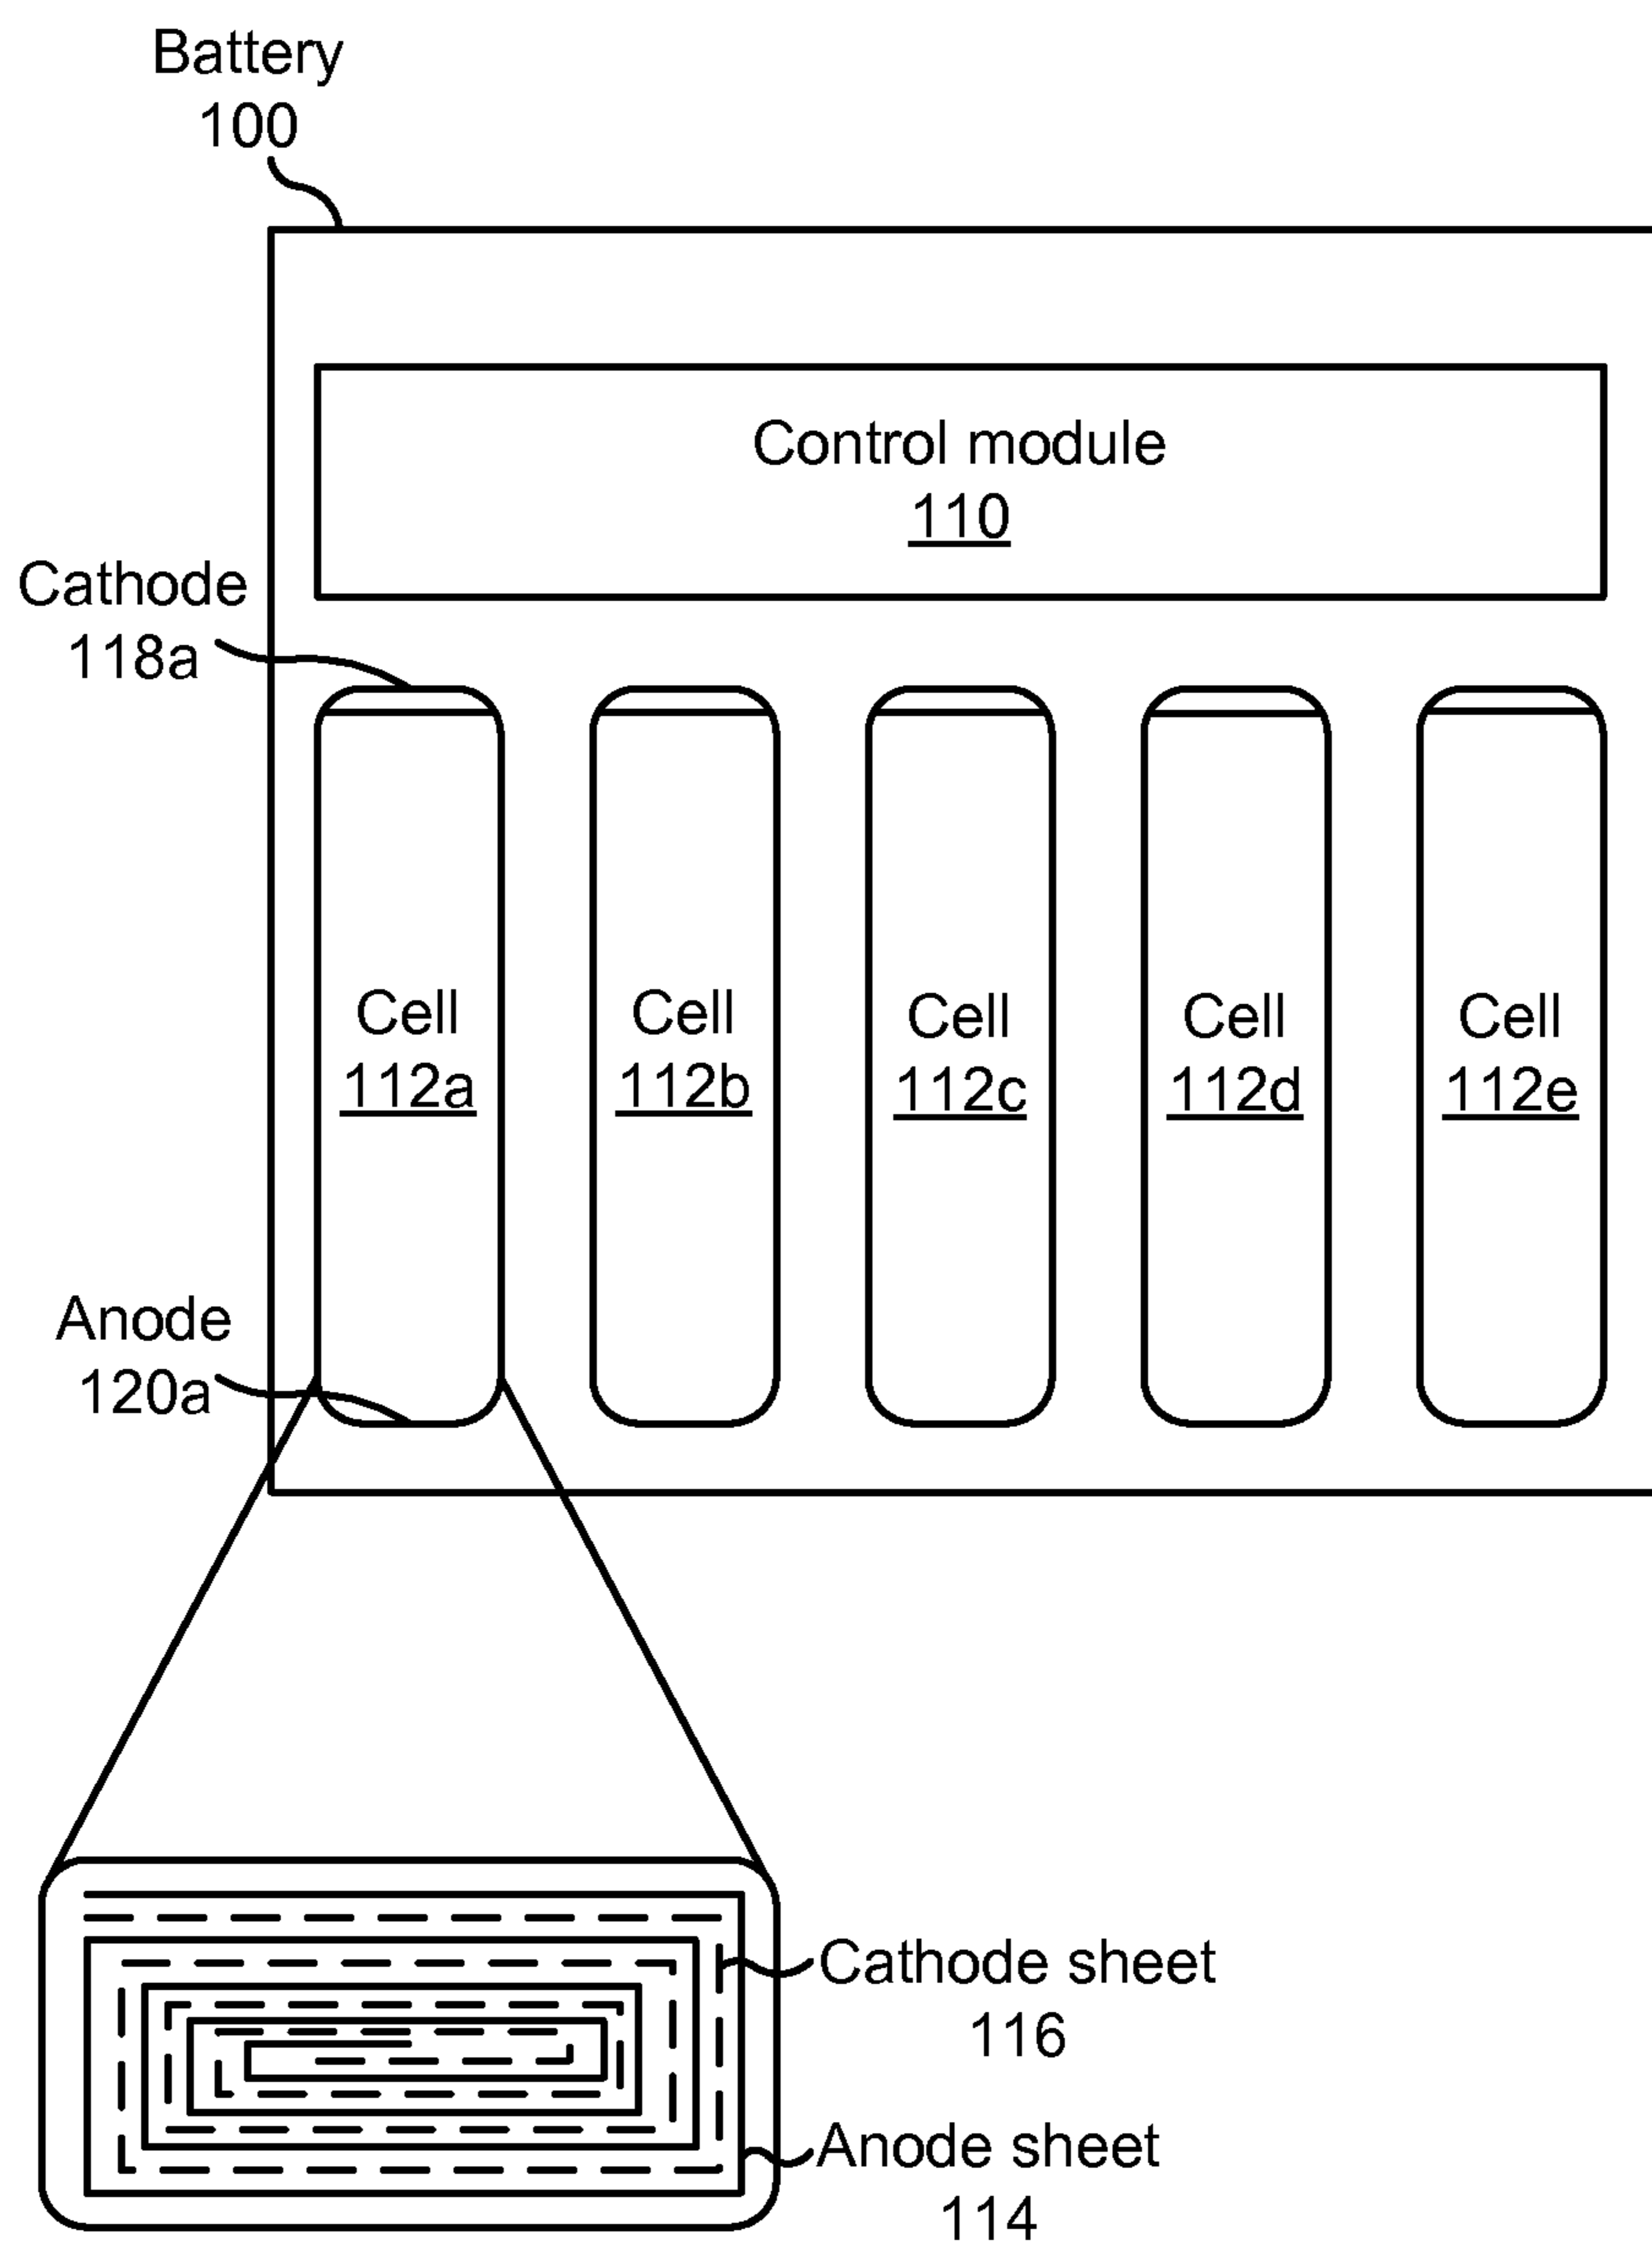 Battery
100
Control module
110
Cathode
118a
Cell
112a
Cell
112b
Cell
112c
Cell
112d
Cell
112e
Anode
120a
Cathode sheet
116
Anode sheet
114